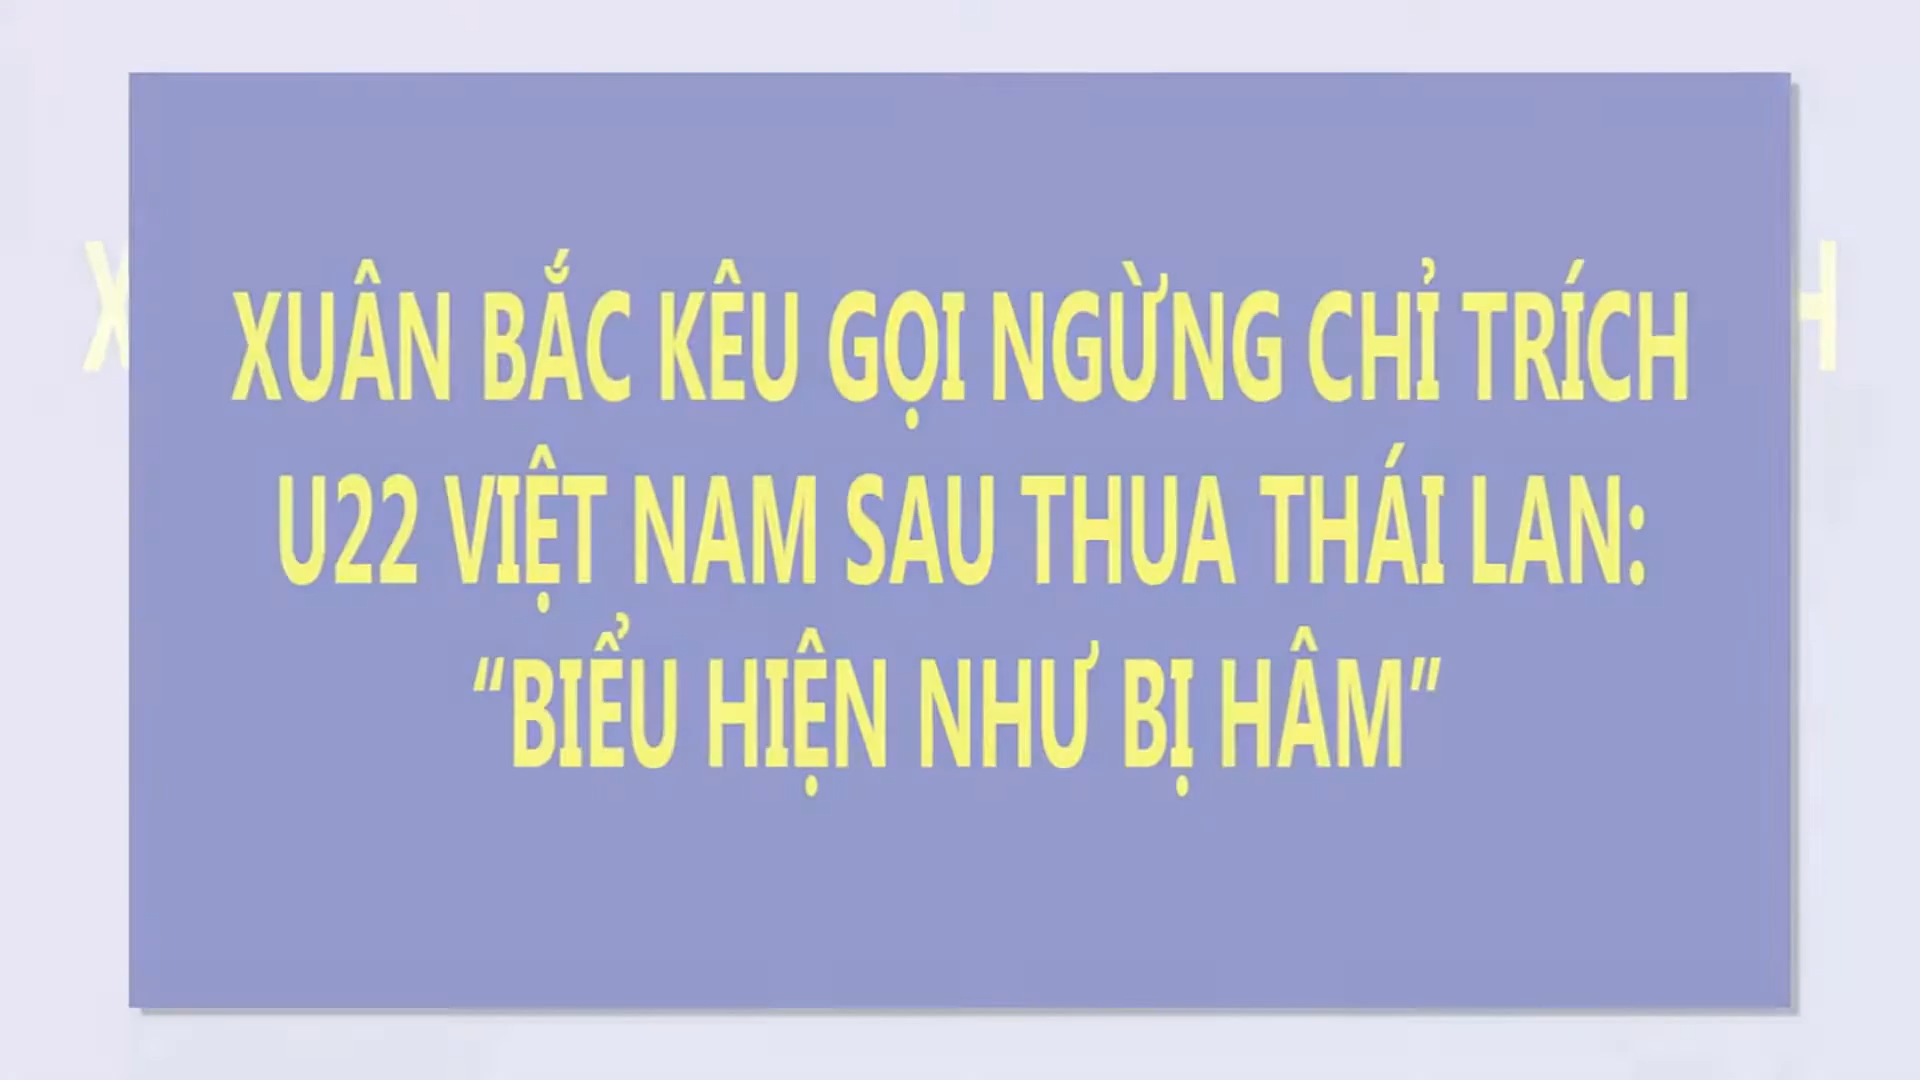 XUÂN BẮC KÊU GỌI NGỪNG CHỈ TRÍCH
U22 VIỆT NAM SAU THUA THÁI LAN:
“BIỂU HIỆN NHƯ BỊ HÂM”